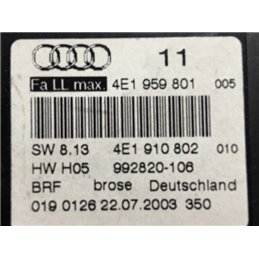 11
Fa LL max. 4E1 959 801 005
SW 8.13 4E1 910 802 010
HW H05 992820-106
BRF brose Deutschland
019 0126 22.07.2003 350